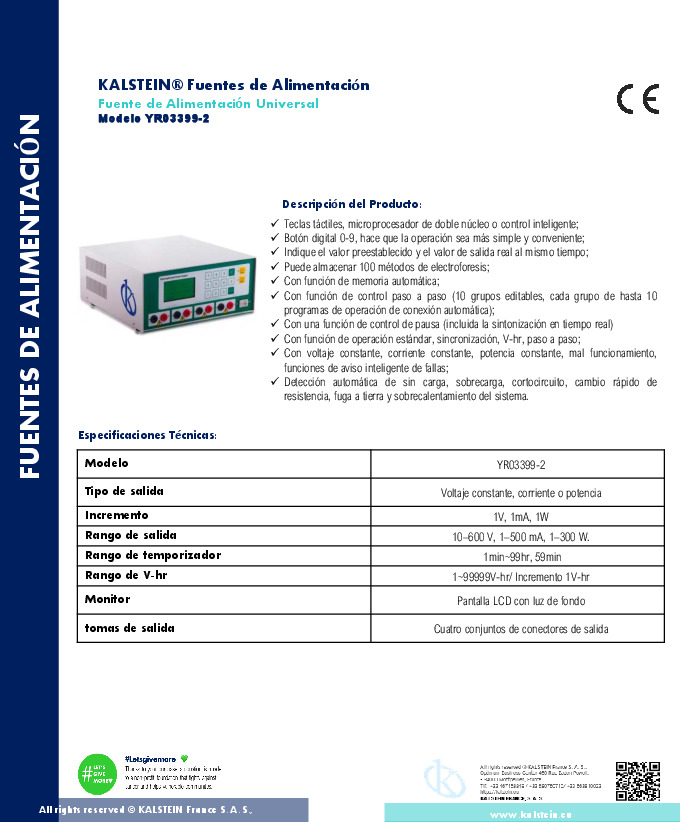 KALSTEIN® Fuentes de Alimentación
Fuente de Alimentación Universal
Modelo YR03399-2
CE
FUENTES DE ALIMENTACIÓN
Descripción del Producto:
✓ Teclas táctiles, microprocesador de doble núcleo o control inteligente;
✓ Botón digital 0-9, hace que la operación sea más simple y conveniente;
✓ Indique el valor preestablecido y el valor de salida real al mismo tiempo;
✓ Puede almacenar 100 métodos de electroforesis;
✓ Con función de memoria automática;
✓ Con función de control paso a paso (10 grupos editables, cada grupo de hasta 10
programas de operación de conexión automática);
✓ Con una función de control de pausa (incluida la sintonización en tiempo real)
✓ Con función de operación estándar, sincronización, V-hr, paso a paso;
✓ Con voltaje constante, corriente constante, potencia constante, mal funcionamiento,
funciones de aviso inteligente de fallas;
✓ Detección automática de sin carga, sobrecarga, cortocircuito, cambio rápido de
resistencia, fuga a tierra y sobrecalentamiento del sistema.
Especificaciones Técnicas:
Modelo YR03399-2
Tipo de salida Voltaje constante, corriente o potencia
Incremento 1V, 1mA, 1W
Rango de salida 10–600 V, 1–500 mA, 1–300 W.
Rango de temporizador 1min~99hr, 59min
Rango de V-hr 1~99999V-hr/ Incremento 1V-hr
Monitor Pantalla LCD con luz de fondo
tomas de salida Cuatro conjuntos de conectores de salida
# LET'S
GIVE
MORE
#Letsgivemore
All rights reserved ® KALSTEIN France S. A. S.,
KALSTEIN FRANCE, S. A. S
All rights reserved © KALSTEIN France S. A. S.,
www.kalstein.eu